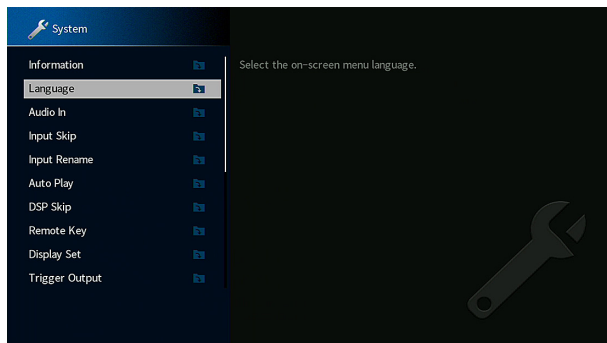 System
Information
Select the on-screen menu language.
Language
Audio In
Input Skip
Input Rename
Auto Play
DSP Skip
Remote Key
Display Set
Trigger Output